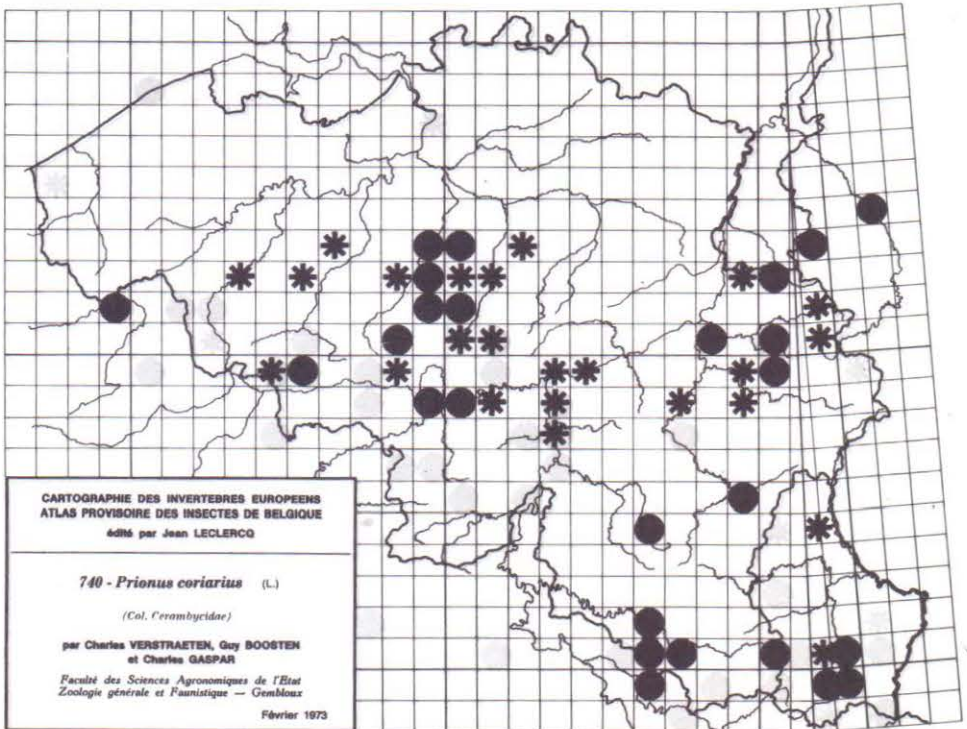 CARTOGRAPHIE DES INVERTEBRES EUROPEENS
ATLAS PROVISOIRE DES INSECTES DE BELGIQUE
édité par Jean LECLERCQ
740 - Prionus coriarius (L.)
(Col. Cerambycidae)
par Charles VERSTRAETEN, Guy BOOSTEN
et Charles GASPAR
Faculté des Sciences Agronomiques de l'Etat
Zoologie générale et Faunistique — Gembloux
Février 1973